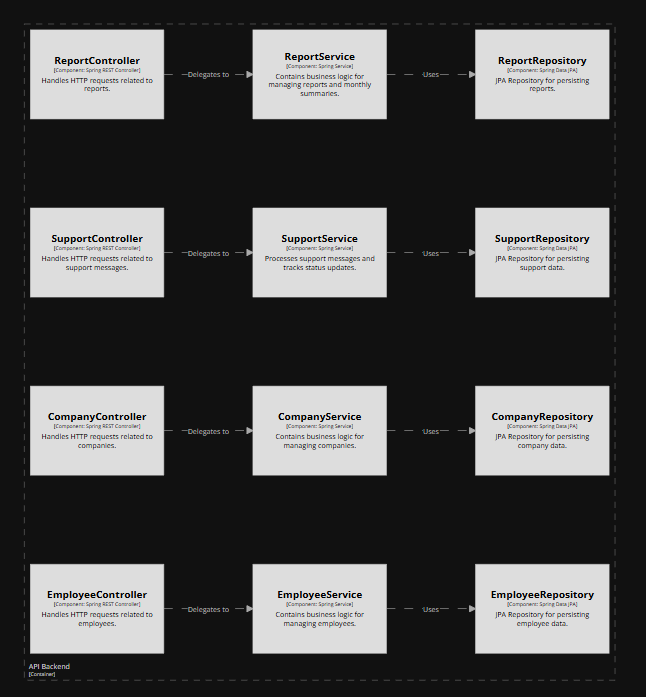 ReportController
[Component: Spring REST Controller]
Handles HTTP requests related to
reports.
Delegates to
ReportService
[Component: Spring Service]
Contains business logic for
managing reports and monthly
summaries.
Uses
ReportRepository
[Component: Spring Data JPA]
JPA Repository for persisting
reports.
SupportController
[Component: Spring REST Controller]
Handles HTTP requests related to
support messages.
Delegates to
SupportService
[Component: Spring Service]
Processes support messages and
tracks status updates.
Uses
SupportRepository
[Component: Spring Data JPA]
JPA Repository for persisting
support data.
CompanyController
[Component: Spring REST Controller]
Handles HTTP requests related to
companies.
Delegates to
CompanyService
[Component: Spring Service]
Contains business logic for
managing companies.
Uses
CompanyRepository
[Component: Spring Data JPA]
JPA Repository for persisting
company data.
EmployeeController
[Component: Spring REST Controller]
Handles HTTP requests related to
employees.
Delegates to
EmployeeService
[Component: Spring Service]
Contains business logic for
managing employees.
Uses
EmployeeRepository
[Component: Spring Data JPA]
JPA Repository for persisting
employee data.
API Backend
[Container]